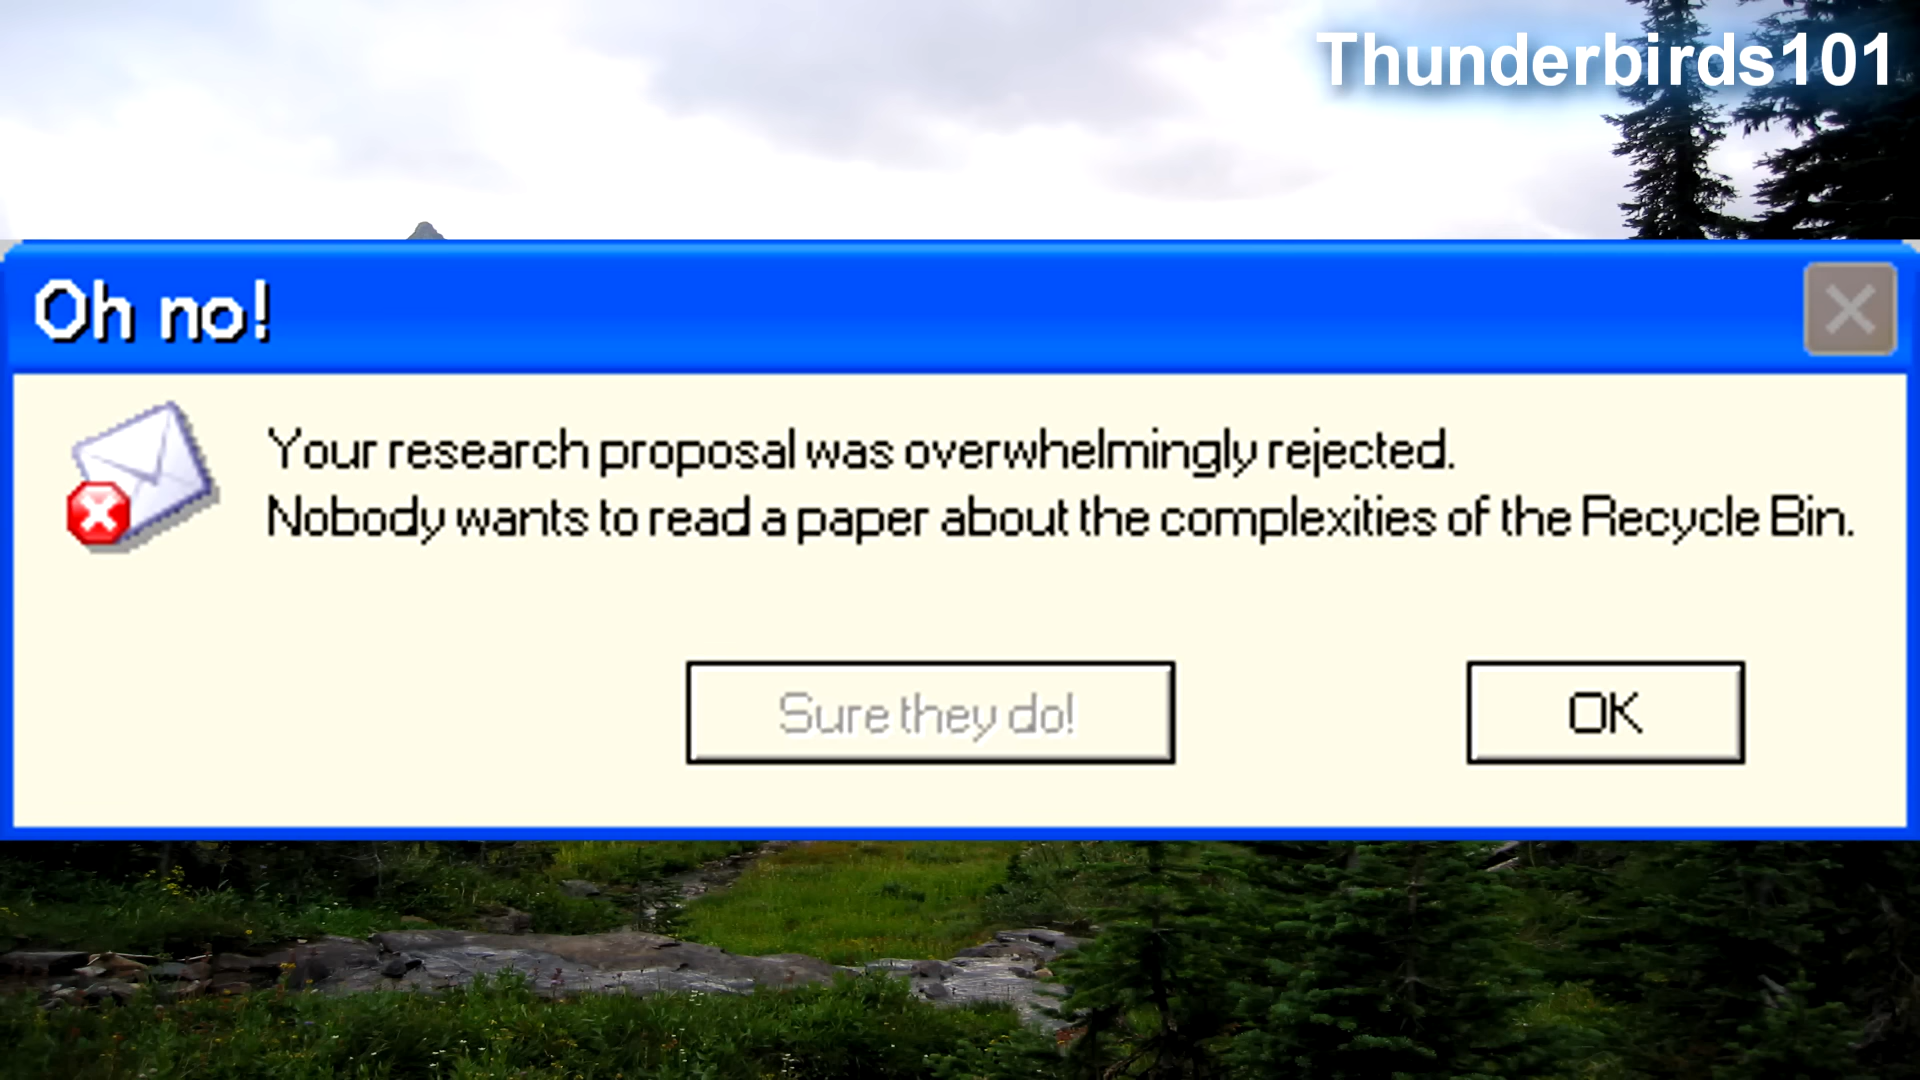 Thunderbirds101
Oh no!
Your research proposal was overwhelmingly rejected.
Nobody wants to read a paper about the complexities of the Recycle Bin.
Sure they do!
OK